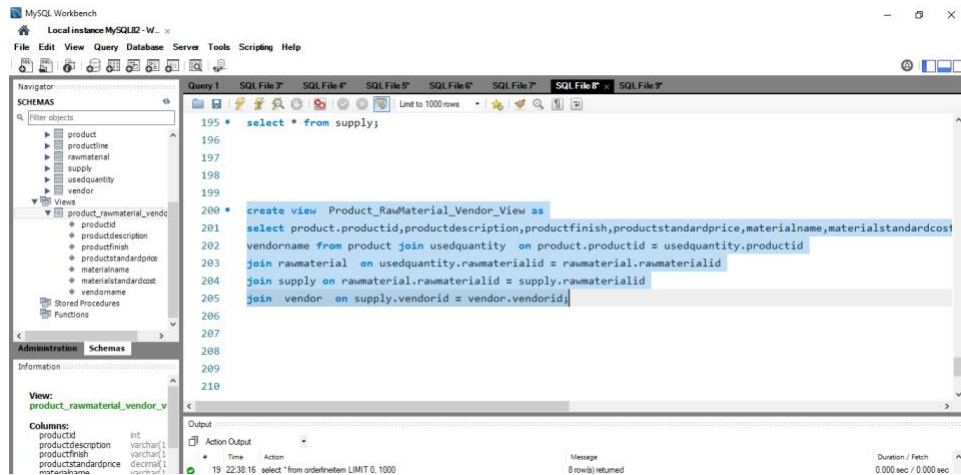 MySQL Workbench
Local instance MySQL82 - W... ×
File Edit View Query Database Server Tools Scripting Help
Navigator
Query 1 SQL File 3* SQL File 4* SQL File 5* SQL File 6* SQL File 7* SQL File 8* × SQL File 9*
SCHEMAS
Limit to 1000 rows
Filter objects
product
productline
rawmaterial
supply
usedquantity
vendor
Views
product_rawmaterial_vendo
productid
productdescription
productfinish
productstandardprice
materialname
materialstandardcost
vendorname
Stored Procedures
Functions
Administration Schemas
Information
View:
product_rawmaterial_vendor_v
Columns:
productid int
productdescription varchar(1
productfinish varchar(1
productstandardprice decimal(1
materialname varchar(1
195 select * from supply;
196
197
198
199
200 create view Product_RawMaterial_Vendor_View as
201 select product.productid,productdescription,productfinish,productstandardprice,materialname,materialstandardcost
202 vendorname from product join usedquantity on product.productid = usedquantity.productid
203 join rawmaterial on usedquantity.rawmaterialid = rawmaterial.rawmaterialid
204 join supply on rawmaterial.rawmaterialid = supply.rawmaterialid
205 join vendor on supply.vendorid = vendor.vendorid;
206
207
208
209
210
Output
Action Output
# Time Action Message Duration / Fetch
19 22:38:16 select * from orderlineitem LIMIT 0, 1000 8 row(s) returned 0.000 sec / 0.000 sec